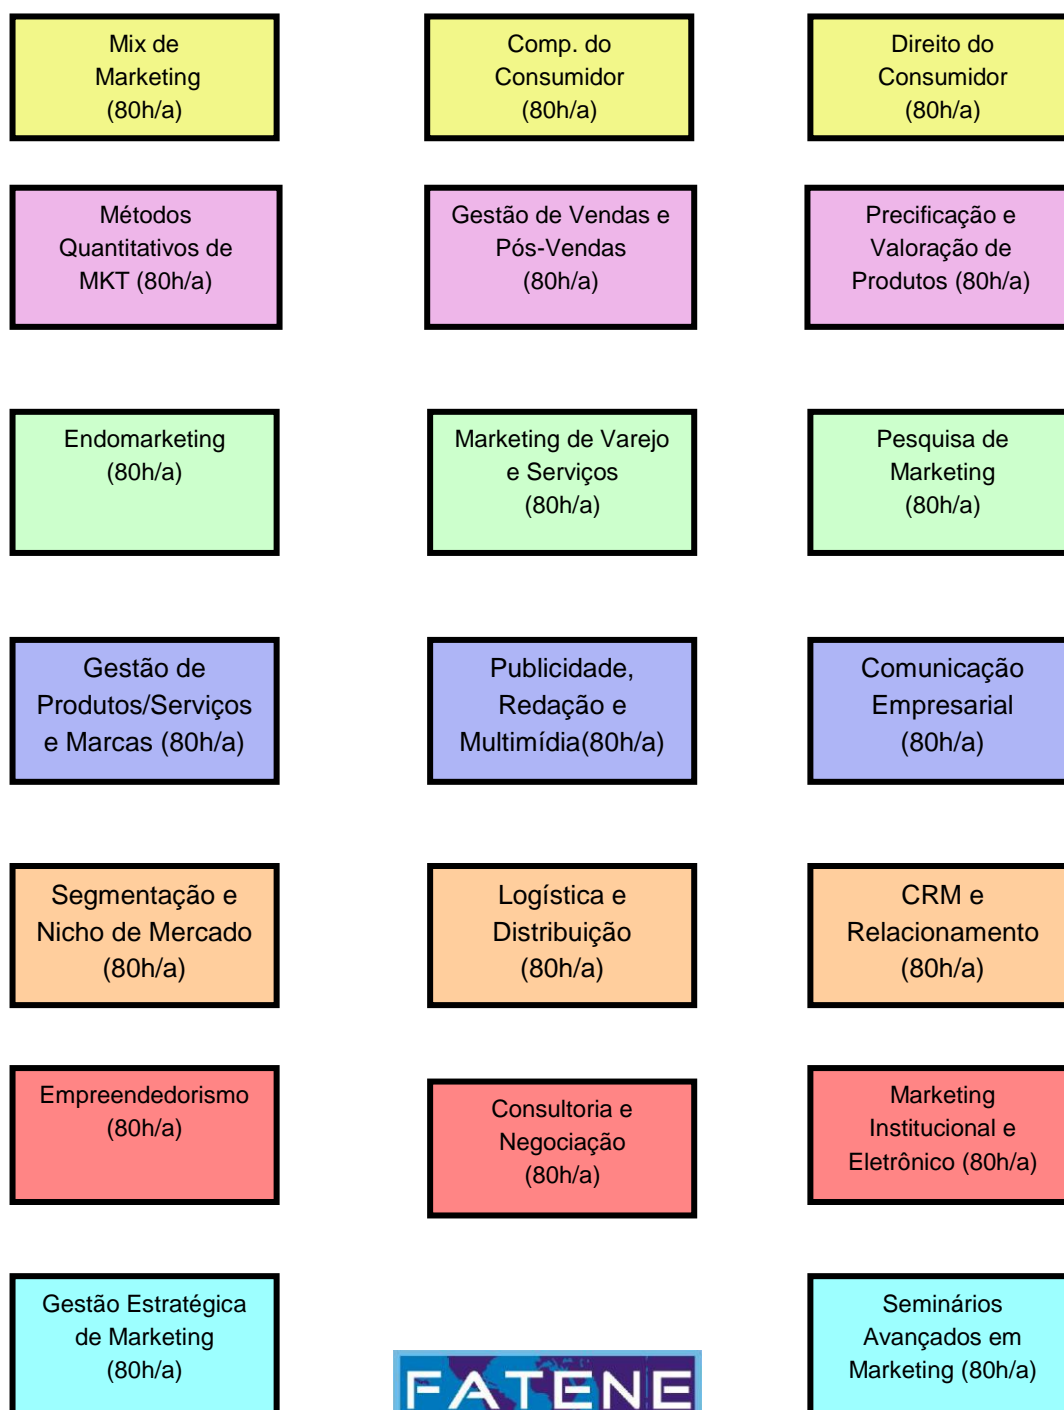 Mix de
Marketing
(80h/a)
Comp. do
Consumidor
(80h/a)
Direito do
Consumidor
(80h/a)
Métodos
Quantitativos de
MKT (80h/a)
Gestão de Vendas e
Pós-Vendas
(80h/a)
Precificação e
Valoração de
Produtos (80h/a)
Endomarketing
(80h/a)
Marketing de Varejo
e Serviços
(80h/a)
Pesquisa de
Marketing
(80h/a)
Gestão de
Produtos/Serviços
e Marcas (80h/a)
Publicidade,
Redação e
Multimídia(80h/a)
Comunicação
Empresarial
(80h/a)
Segmentação e
Nicho de Mercado
(80h/a)
Logística e
Distribuição
(80h/a)
CRM e
Relacionamento
(80h/a)
Empreendedorismo
(80h/a)
Consultoria e
Negociação
(80h/a)
Marketing
Institucional e
Eletrônico (80h/a)
Gestão Estratégica
de Marketing
(80h/a)
FATENE
Seminários
Avançados em
Marketing (80h/a)